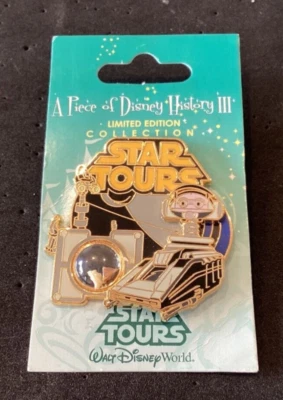 A Piece of Disney History III
LIMITED EDITION
COLLECTION
STAR
TOURS
STAR
TOURS
WALT DISNEY WORLD.